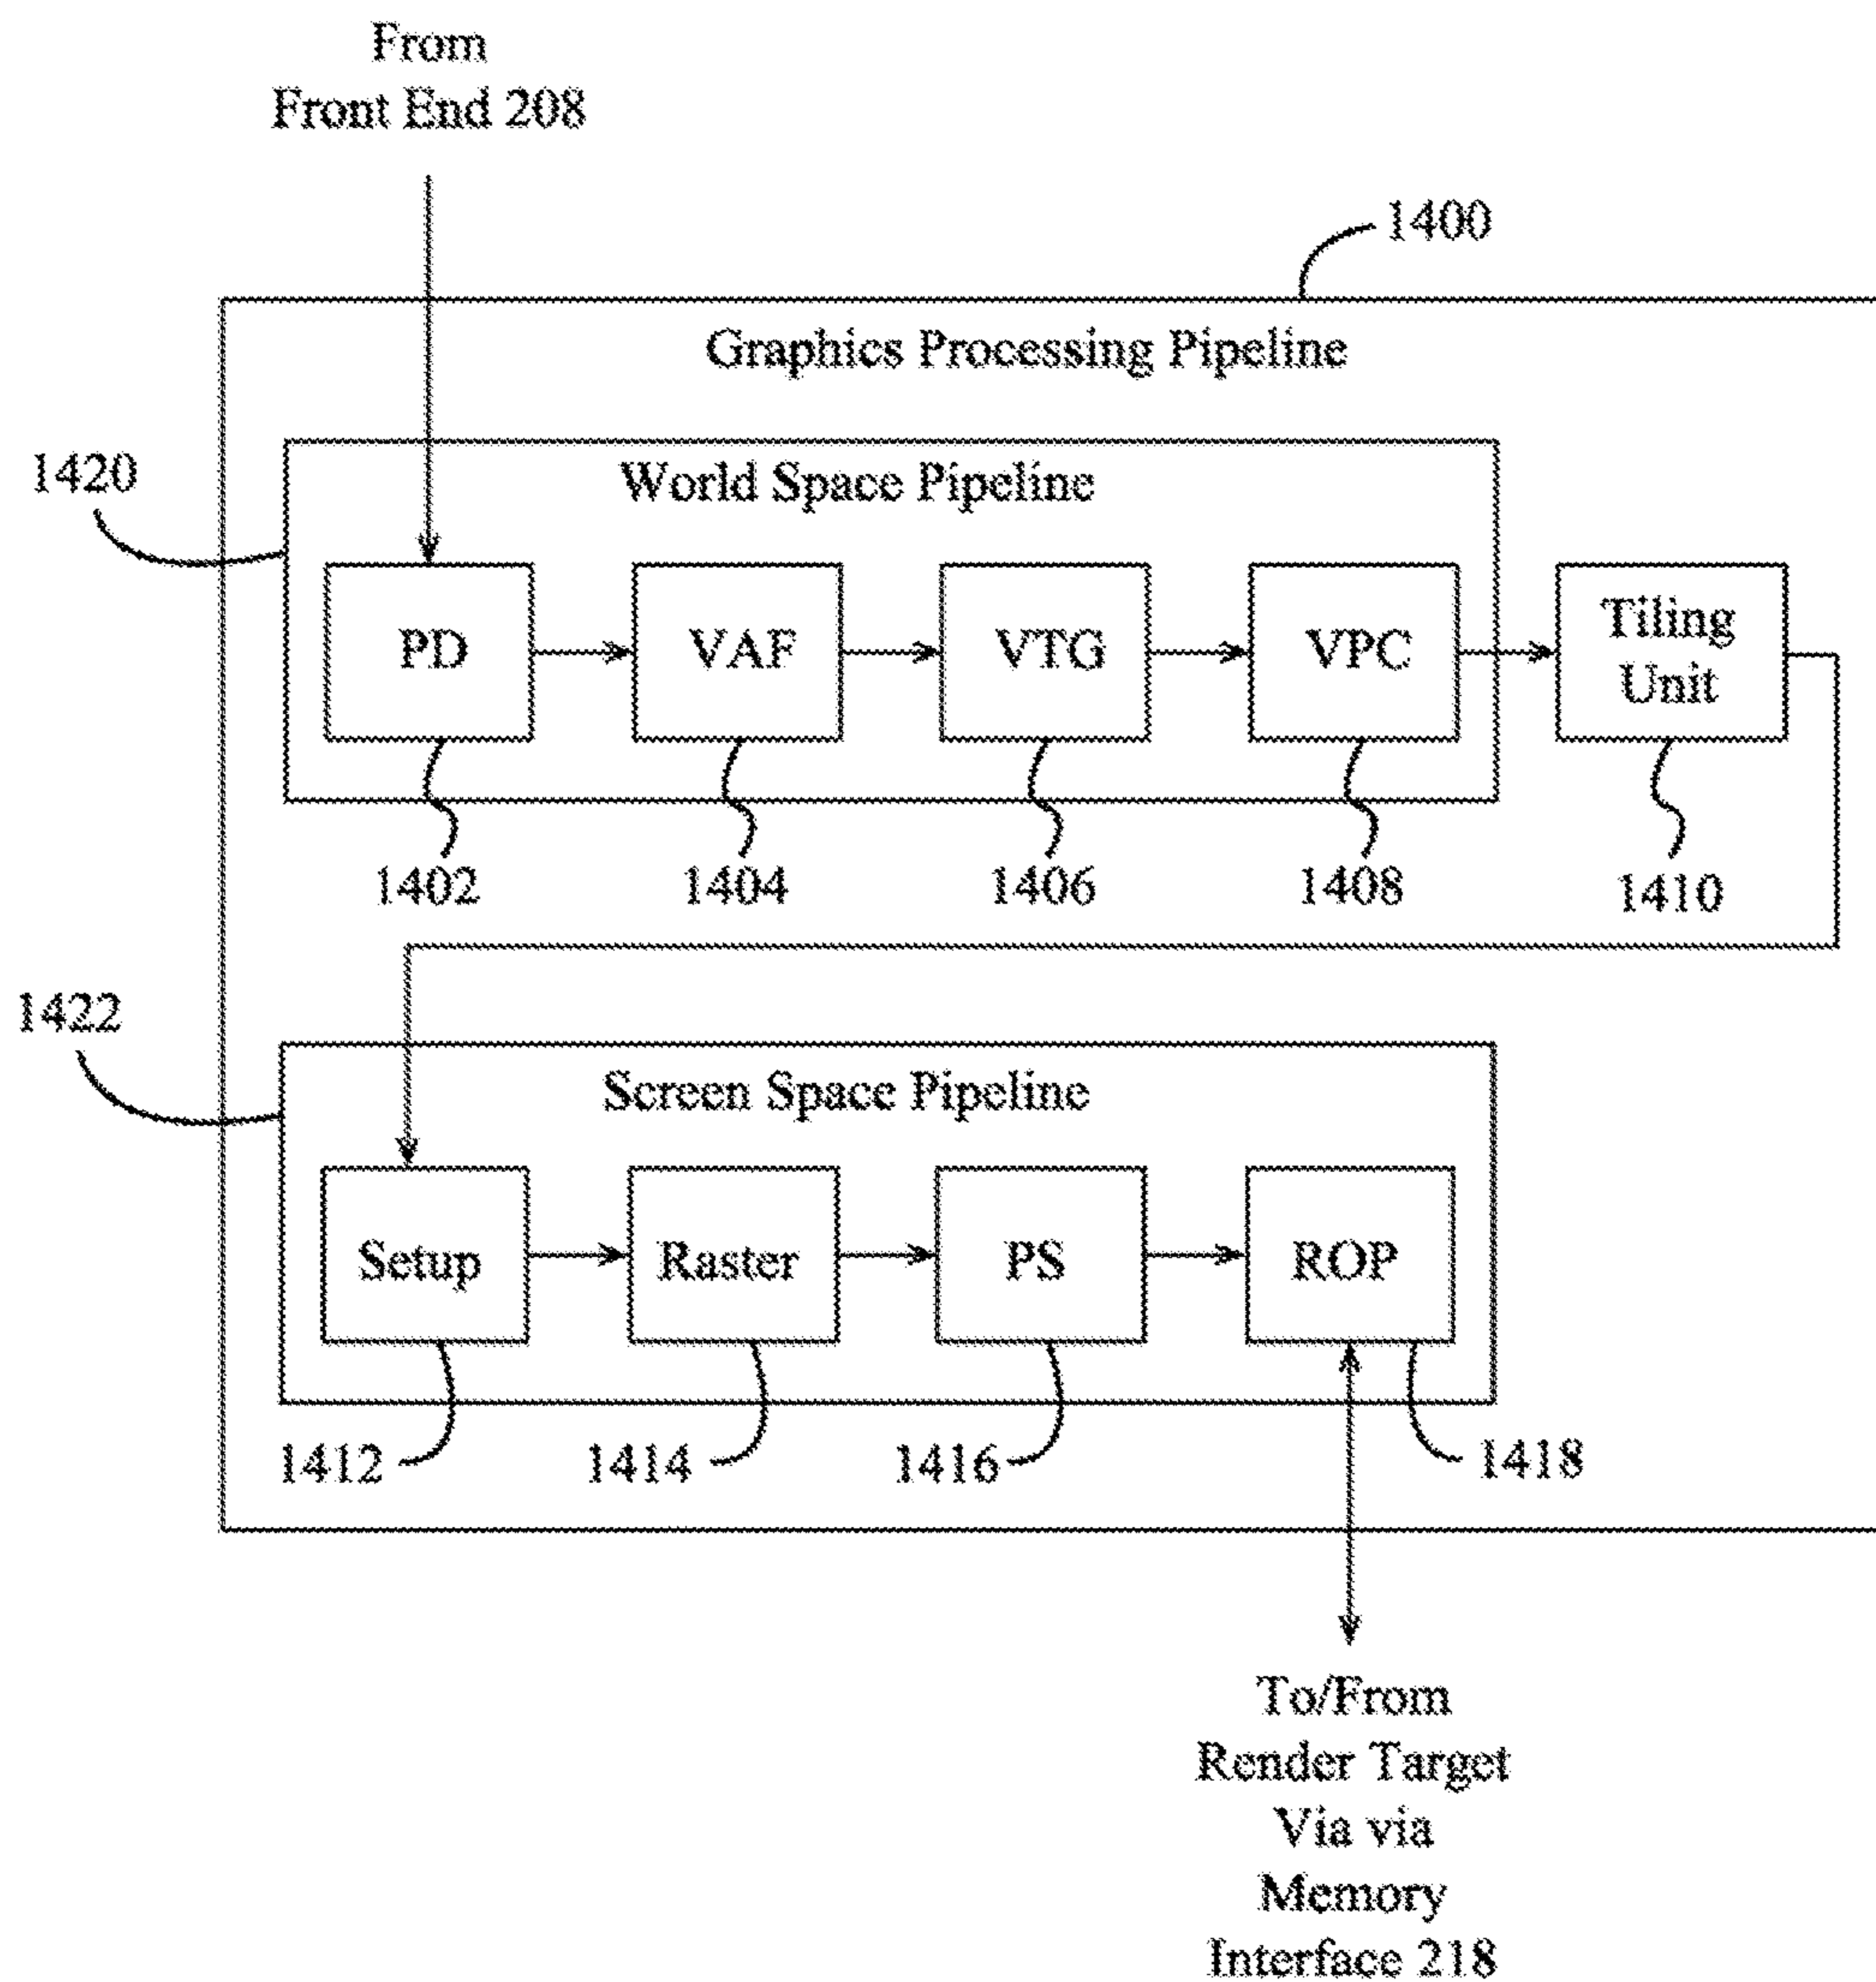 From
Front End 208
1400
Graphics Processing Pipeline
1420
World Space Pipeline
PD
VAF
VTG
VPC
Tiling
Unit
1402
1404
1406
1408
1410
1422
Screen Space Pipeline
Setup
Raster
PS
ROP
1412
1414
1416
1418
To/From
Render Target
Via via
Memory
Interface 218